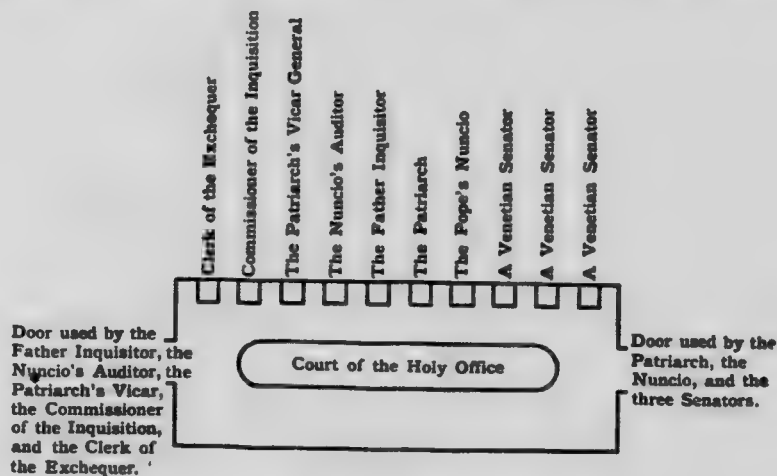 Clerk of the Exchequer
Commissioner of the Inquisition
The Patriarch's Vicar General
The Nuncio's Auditor
The Father Inquisitor
The Patriarch
The Pope's Nuncio
A Venetian Senator
A Venetian Senator
A Venetian Senator
Door used by the
Father Inquisitor, the
Nuncio's Auditor, the
Patriarch's Vicar,
the Commissioner
of the Inquisition,
and the Clerk of
the Exchequer.
Court of the Holy Office
Door used by the
Patriarch, the
Nuncio, and the
three Senators.